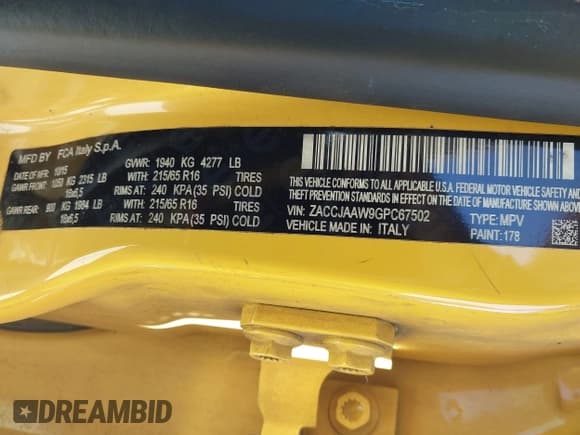 MFD BY FCA Italy S.p.A.
DATE OF MFR 10/15 GVWR: 1940 KG 4277 LB
GAWR FRONT: 1050 KG 2315 LB WITH: 215/65 R16 TIRES
16x6,5 RIMS AT: 240 KPA(35 PSI) COLD
GAWR REAR: 900 KG 1984 LB WITH: 215/65 R16 TIRES
16x6,5 RIMS AT: 240 KPA(35 PSI) COLD
THIS VEHICLE CONFORMS TO ALL APPLICABLE U.S.A. FEDERAL MOTOR VEHICLE
SAFETY, BUMPER, AND THEFT PREVENTION STANDARDS IN EFFECT ON THE DATE OF MANUFACTURE SHOWN ABOVE.
VIN: ZACCJAAW9GPC67502 TYPE: MPV
VEHICLE MADE IN: ITALY PAINT: 178
DREAMBID